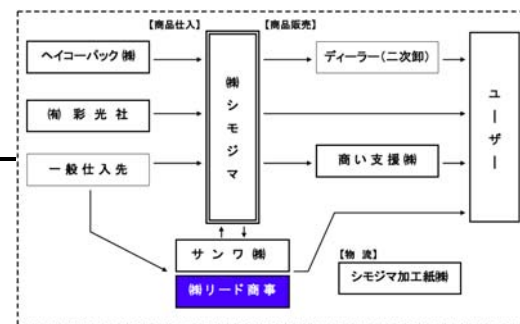 【商品仕入】 【商品販売】
ヘイコーパック㈱
㈲彩光社
一般仕入先
㈱シモジマ
ディーラー(二次卸)
商い支援㈱
ユーザー
サンワ㈱
㈱リード商事
【物流】
シモジマ加工紙㈱